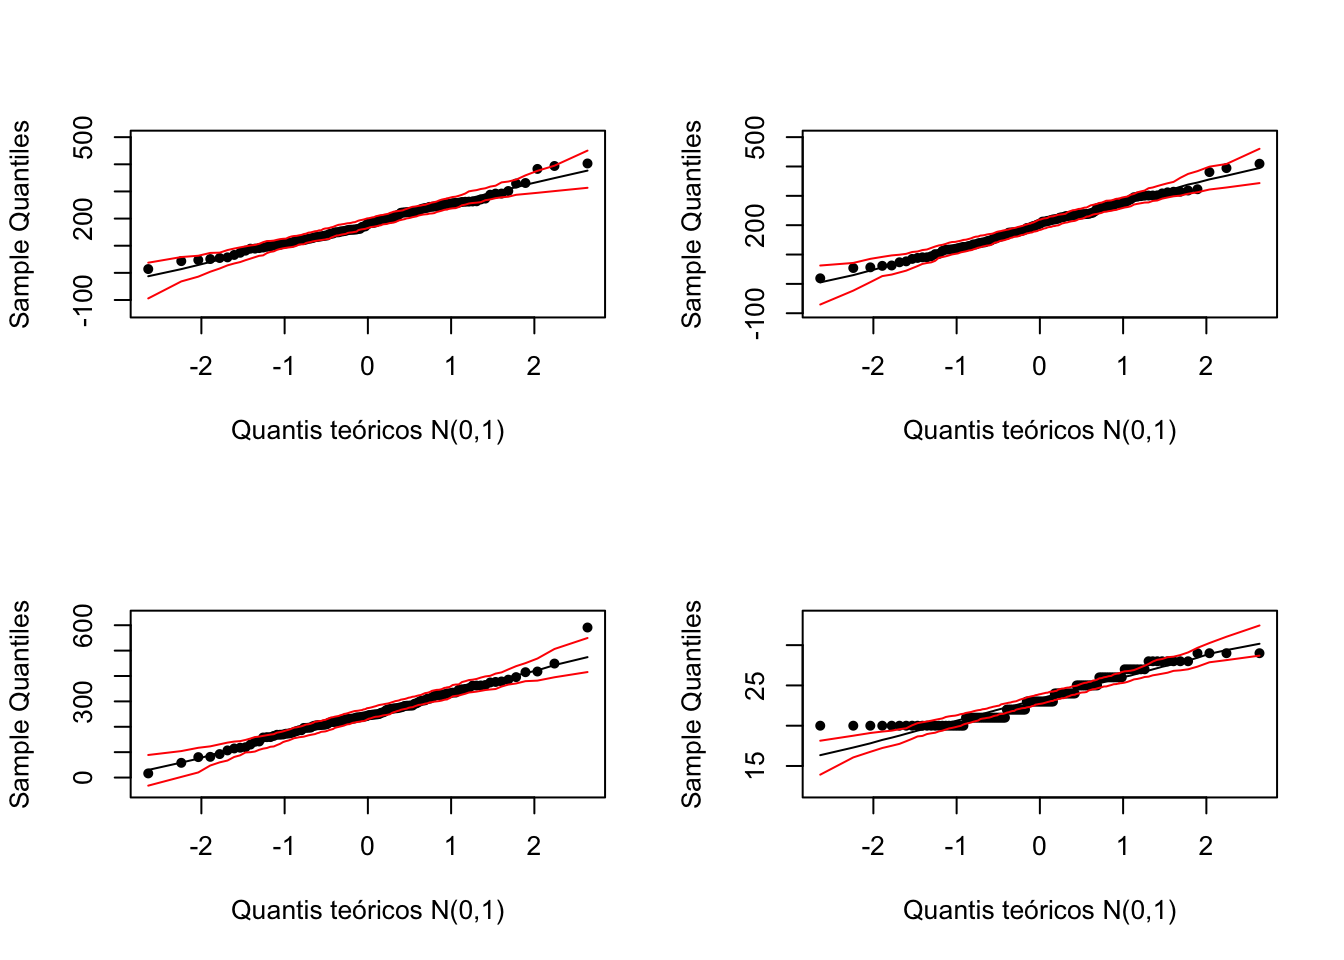 Sample Quantiles
500
200
-100
-2 -1 0 1 2
Quantis teóricos N(0,1)
Sample Quantiles
500
200
-100
-2 -1 0 1 2
Quantis teóricos N(0,1)
Sample Quantiles
600
300
0
-2 -1 0 1 2
Quantis teóricos N(0,1)
Sample Quantiles
25
15
-2 -1 0 1 2
Quantis teóricos N(0,1)